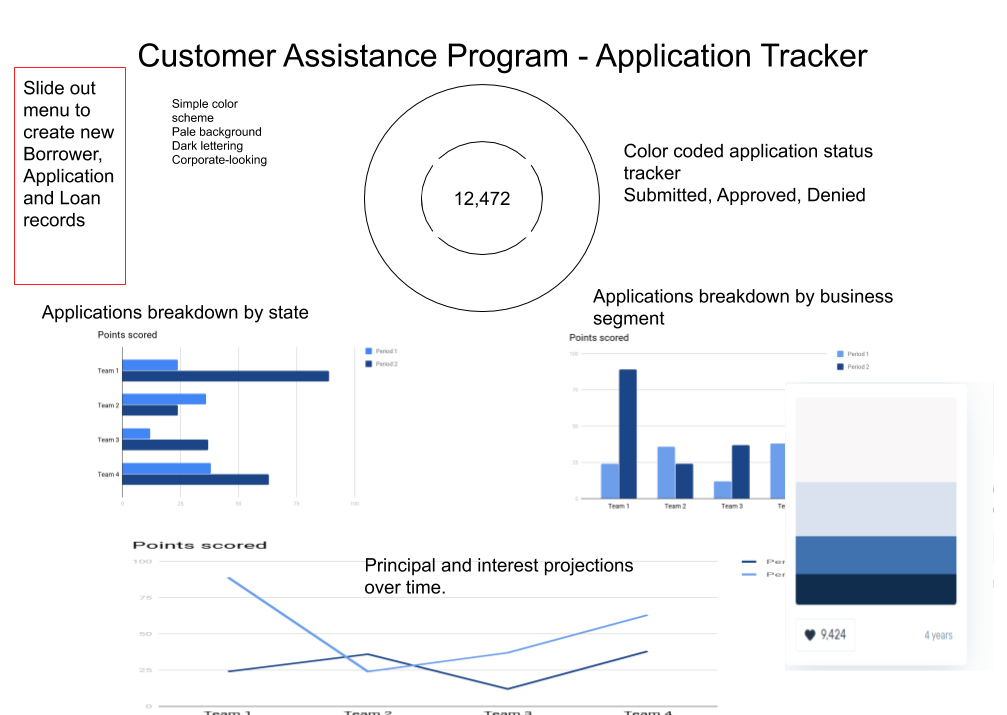 Customer Assistance Program - Application Tracker
Slide out
menu to
create new
Borrower,
Application
and Loan
records
Simple color
scheme
Pale background
Dark lettering
Corporate-looking
12,472
Color coded application status
tracker
Submitted, Approved, Denied
Applications breakdown by state
Points scored
Period 1
Period 2
Team 1
Team 2
Team 3
Team 4
0
25
50
75
100
Applications breakdown by business
segment
Points scored
Period 1
Period 2
100
75
50
25
0
Team 1
Team 2
Team 3
Te
9,424
4 years
Points scored
Principal and interest projections
over time.
Per
Per
100
75
50
25
0
Team 1
Team 2
Team 3
Team 4